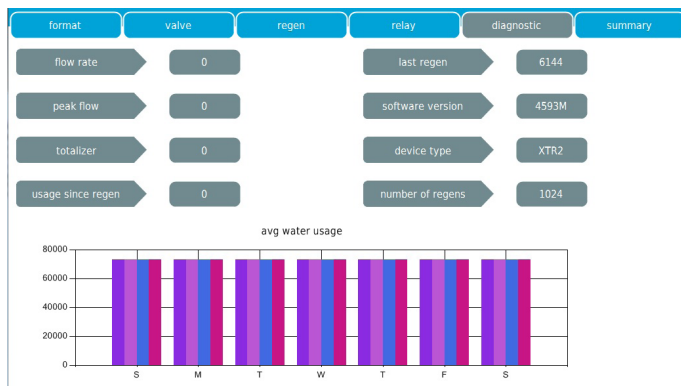 format valve regen relay diagnostic summary
flow rate 0 last regen 6144
peak flow 0 software version 4593M
totalizer 0 device type XTR2
usage since regen 0 number of regens 1024
avg water usage
80000
60000
40000
20000
0
S M T W T F S